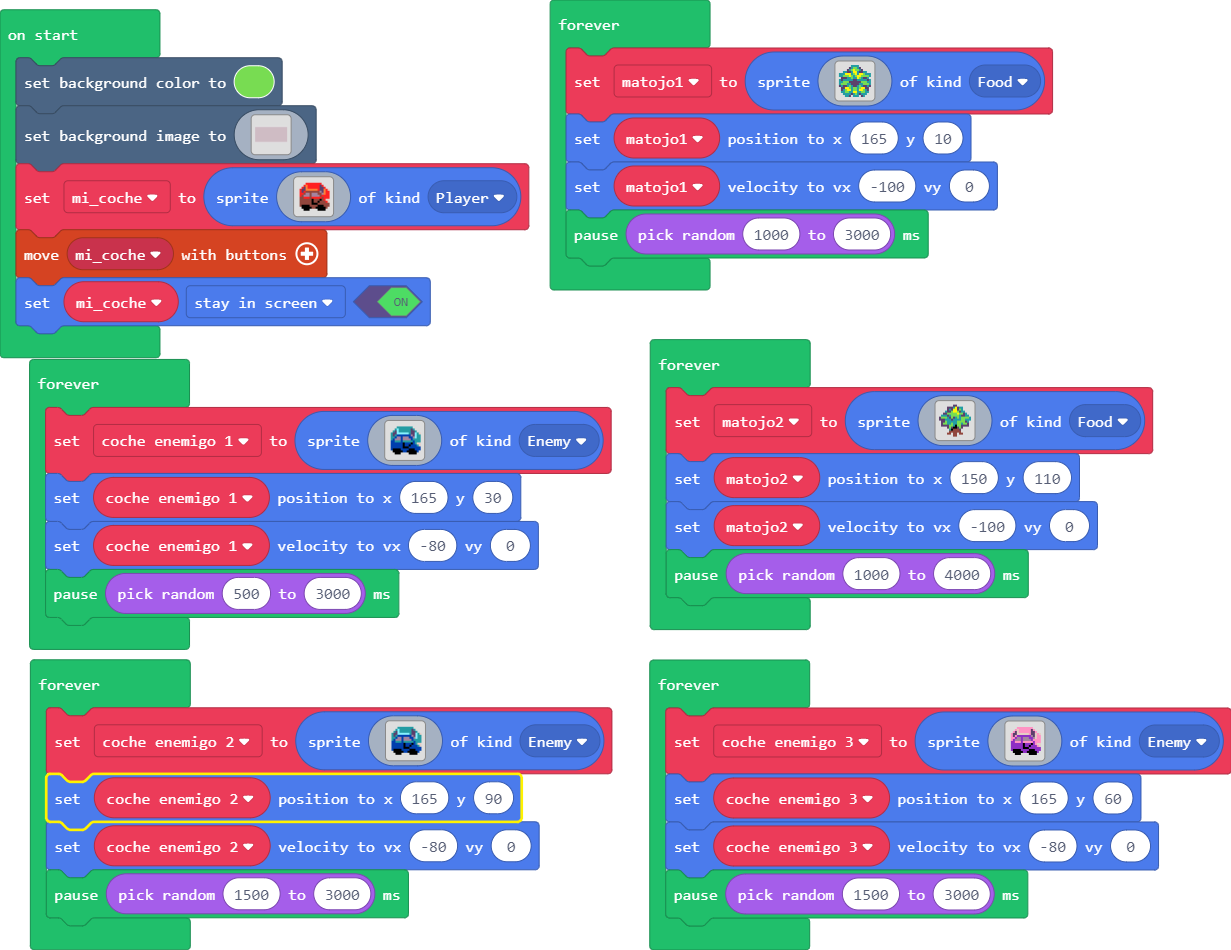 on start
set background color to
set background image to
set mi_coche to sprite of kind Player
move mi_coche with buttons
set mi_coche stay in screen ON
forever
set matojo1 to sprite of kind Food
set matojo1 position to x 165 y 10
set matojo1 velocity to vx -100 vy 0
pause pick random 1000 to 3000 ms
forever
set coche enemigo 1 to sprite of kind Enemy
set coche enemigo 1 position to x 165 y 30
set coche enemigo 1 velocity to vx -80 vy 0
pause pick random 500 to 3000 ms
forever
set matojo2 to sprite of kind Food
set matojo2 position to x 150 y 110
set matojo2 velocity to vx -100 vy 0
pause pick random 1000 to 4000 ms
forever
set coche enemigo 2 to sprite of kind Enemy
set coche enemigo 2 position to x 165 y 90
set coche enemigo 2 velocity to vx -80 vy 0
pause pick random 1500 to 3000 ms
forever
set coche enemigo 3 to sprite of kind Enemy
set coche enemigo 3 position to x 165 y 60
set coche enemigo 3 velocity to vx -80 vy 0
pause pick random 1500 to 3000 ms